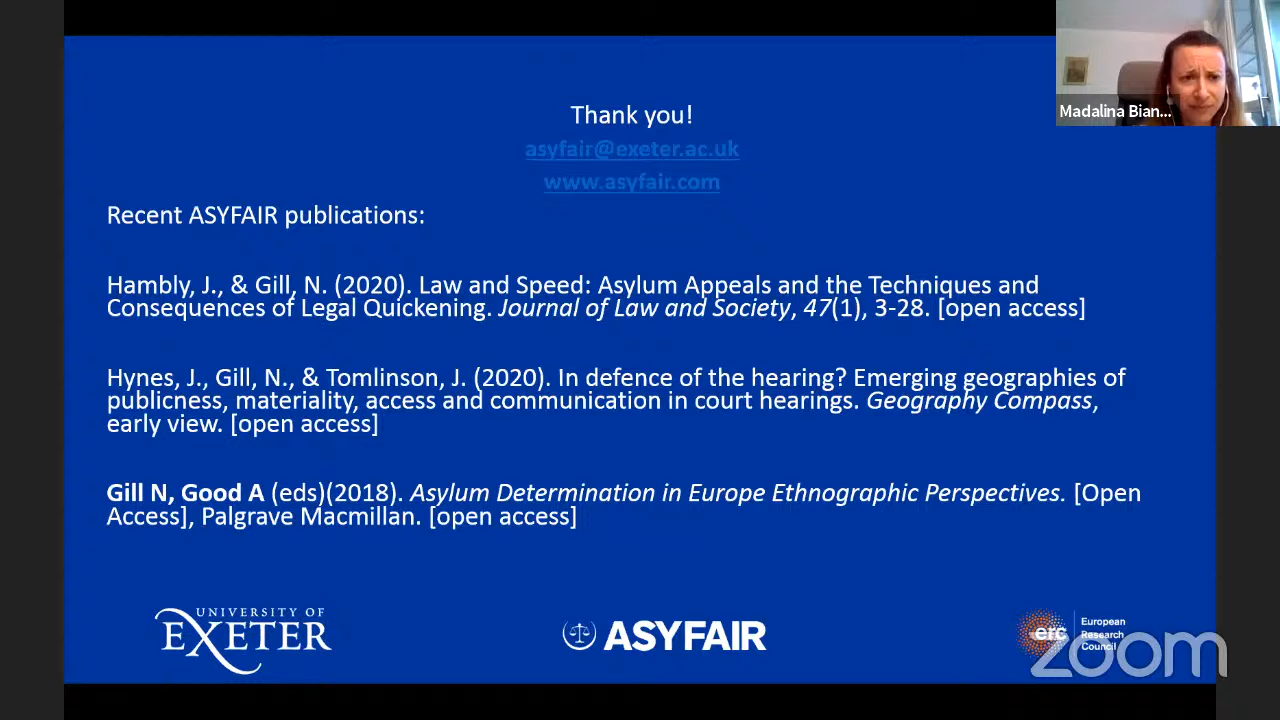 Thank you!
asyfair@exeter.ac.uk
www.asyfair.com
Madalina Bian...
Recent ASYFAIR publications:
Hambly, J., & Gill, N. (2020). Law and Speed: Asylum Appeals and the Techniques and
Consequences of Legal Quickening. Journal of Law and Society, 47(1), 3-28. [open access]
Hynes, J., Gill, N., & Tomlinson, J. (2020). In defence of the hearing? Emerging geographies of
publicness, materiality, access and communication in court hearings. Geography Compass,
early view. [open access]
Gill N, Good A (eds)(2018). Asylum Determination in Europe Ethnographic Perspectives. [Open
Access], Palgrave Macmillan. [open access]
UNIVERSITY OF
EXETER
ASYFAIR
erc
European
Research
Council
zoom